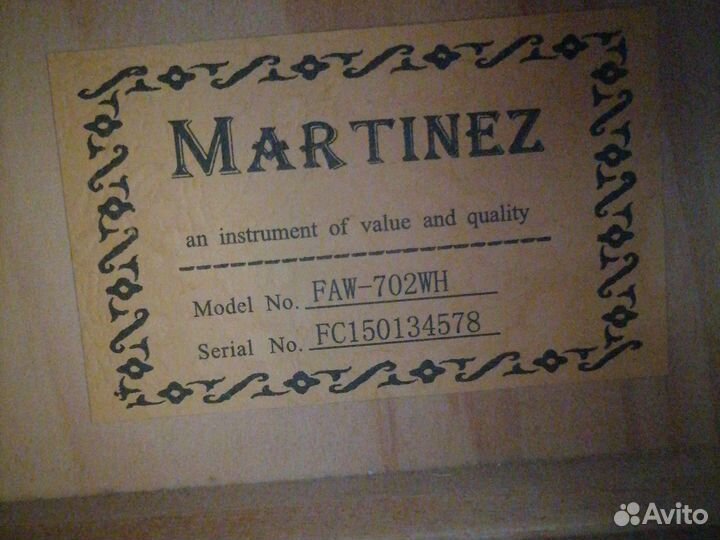 MARTINEZ
an instrument of value and quality
Model No. FAW-702WH
Serial No. FC150134578
Avito